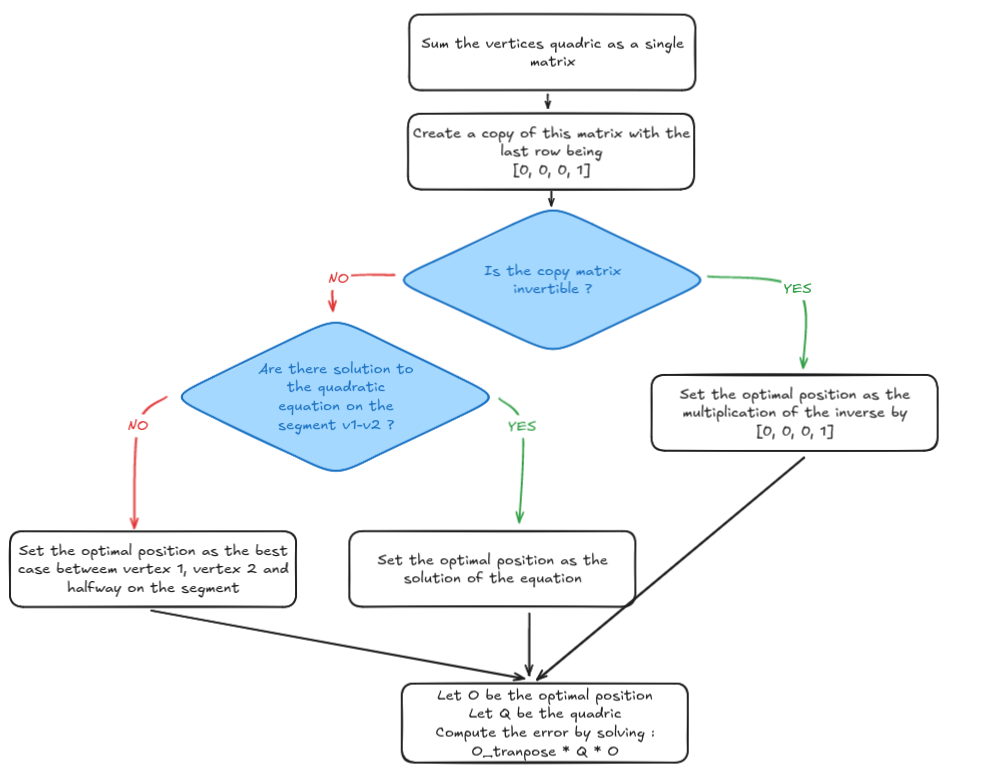 Sum the vertices quadric as a single
matrix
Create a copy of this matrix with the
last row being
[0, 0, 0, 1]
Is the copy matrix
invertible ?
NO
YES
Are there solution to
the quadratic
equation on the
segment v1-v2 ?
Set the optimal position as the
multiplication of the inverse by
[0, 0, 0, 1]
NO
YES
Set the optimal position as the best
case betweem vertex 1, vertex 2 and
halfway on the segment
Set the optimal position as the
solution of the equation
Let O be the optimal position
Let Q be the quadric
Compute the error by solving :
O_tranpose * Q * O